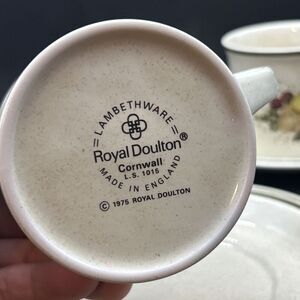 =LAMBETHWARE=
Royal Doulton®
Cornwall
L.S. 1015
MADE IN ENGLAND
© 1975 ROYAL DOULTON